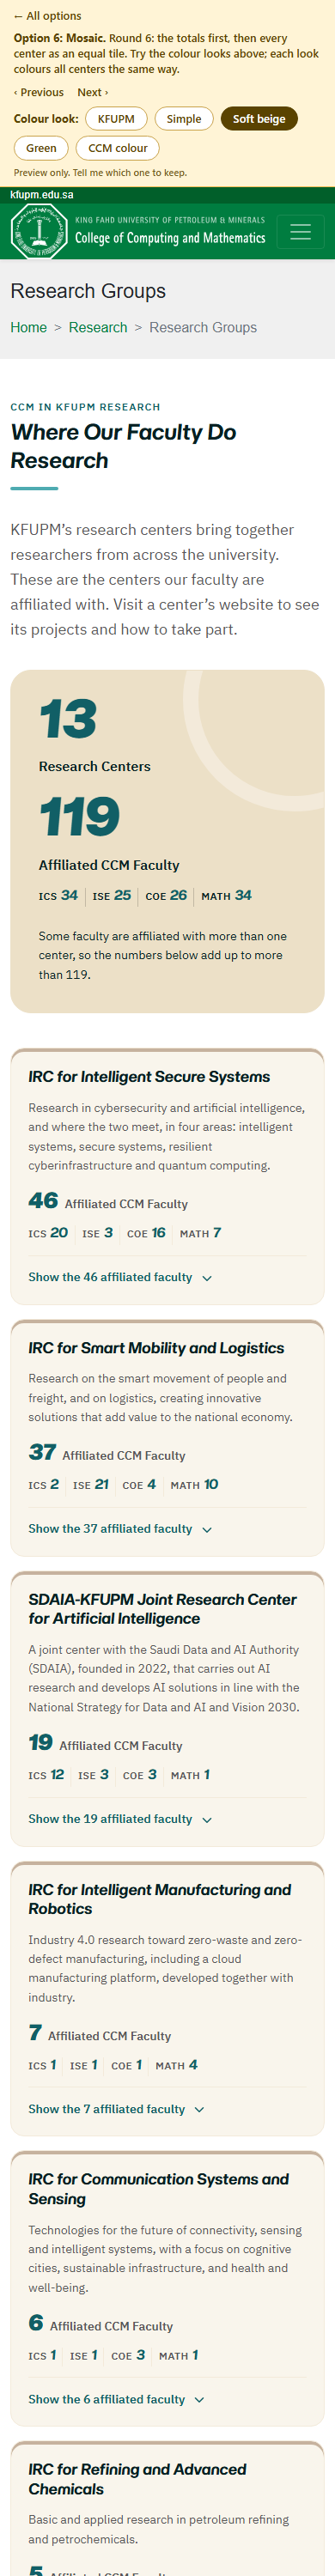 ← All options
Option 6: Mosaic. Round 6: the totals first, then every
center as an equal tile. Try the colour looks above; each look
colours all centers the same way.
‹ Previous Next ›
Colour look: KFUPM Simple Soft beige
Green CCM colour
Preview only. Tell me which one to keep.
kfupm.edu.sa
KING FAHD UNIVERSITY OF PETROLEUM & MINERALS
College of Computing and Mathematics
Research Groups
Home > Research > Research Groups
CCM IN KFUPM RESEARCH
Where Our Faculty Do
Research
KFUPM’s research centers bring together
researchers from across the university.
These are the centers our faculty are
affiliated with. Visit a center’s website to see
its projects and how to take part.
13
Research Centers
119
Affiliated CCM Faculty
ICS 34 ISE 25 COE 26 MATH 34
Some faculty are affiliated with more than one
center, so the numbers below add up to more
than 119.
IRC for Intelligent Secure Systems
Research in cybersecurity and artificial intelligence,
and where the two meet, in four areas: intelligent
systems, secure systems, resilient
cyberinfrastructure and quantum computing.
46 Affiliated CCM Faculty
ICS 20 ISE 3 COE 16 MATH 7
Show the 46 affiliated faculty
IRC for Smart Mobility and Logistics
Research on the smart movement of people and
freight, and on logistics, creating innovative
solutions that add value to the national economy.
37 Affiliated CCM Faculty
ICS 2 ISE 21 COE 4 MATH 10
Show the 37 affiliated faculty
SDAIA-KFUPM Joint Research Center
for Artificial Intelligence
A joint center with the Saudi Data and AI Authority
(SDAIA), founded in 2022, that carries out AI
research and develops AI solutions in line with the
National Strategy for Data and AI and Vision 2030.
19 Affiliated CCM Faculty
ICS 12 ISE 3 COE 3 MATH 1
Show the 19 affiliated faculty
IRC for Intelligent Manufacturing and
Robotics
Industry 4.0 research toward zero-waste and zero-
defect manufacturing, including a cloud
manufacturing platform, developed together with
industry.
7 Affiliated CCM Faculty
ICS 1 ISE 1 COE 1 MATH 4
Show the 7 affiliated faculty
IRC for Communication Systems and
Sensing
Technologies for the future of connectivity, sensing
and intelligent systems, with a focus on cognitive
cities, sustainable infrastructure, and health and
well-being.
6 Affiliated CCM Faculty
ICS 1 ISE 1 COE 3 MATH 1
Show the 6 affiliated faculty
IRC for Refining and Advanced
Chemicals
Basic and applied research in petroleum refining
and petrochemicals.